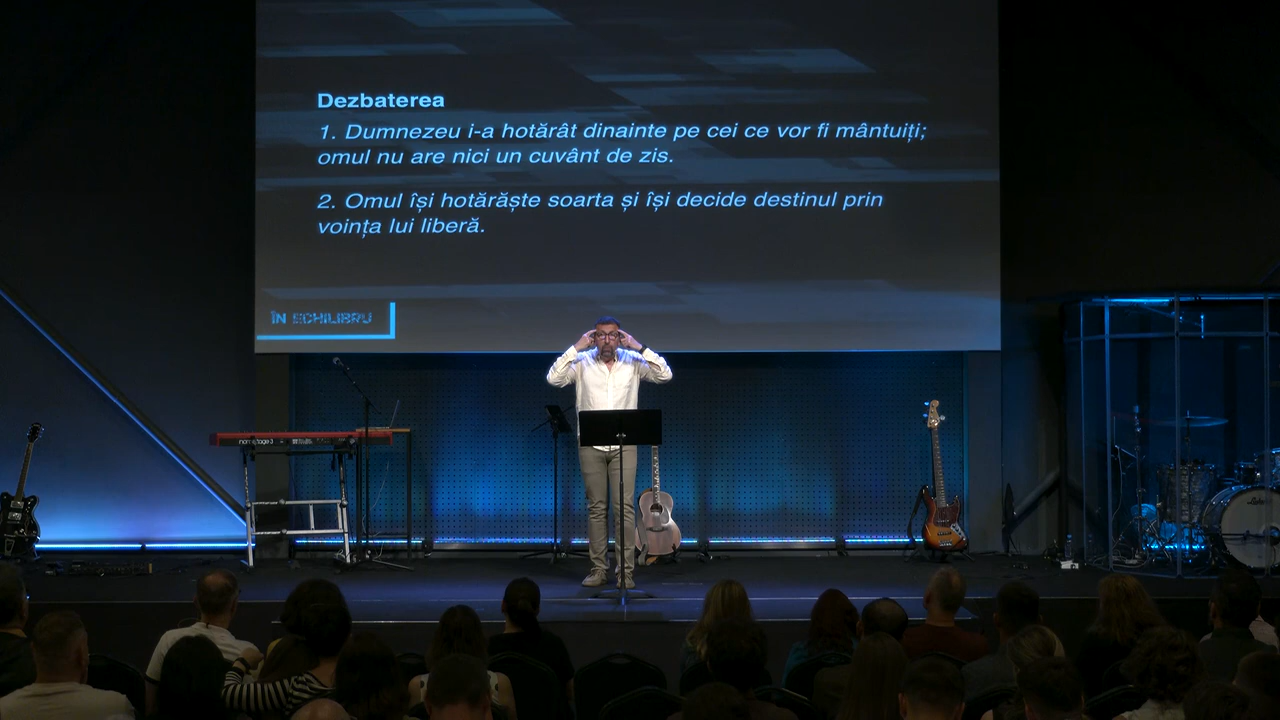 Dezbaterea
1. Dumnezeu i-a hotărât dinainte pe cei ce vor fi mântuiți;
omul nu are nici un cuvânt de zis.
2. Omul își hotărăște soarta și își decide destinul prin
voința lui liberă.
ÎN ECHILIBRU